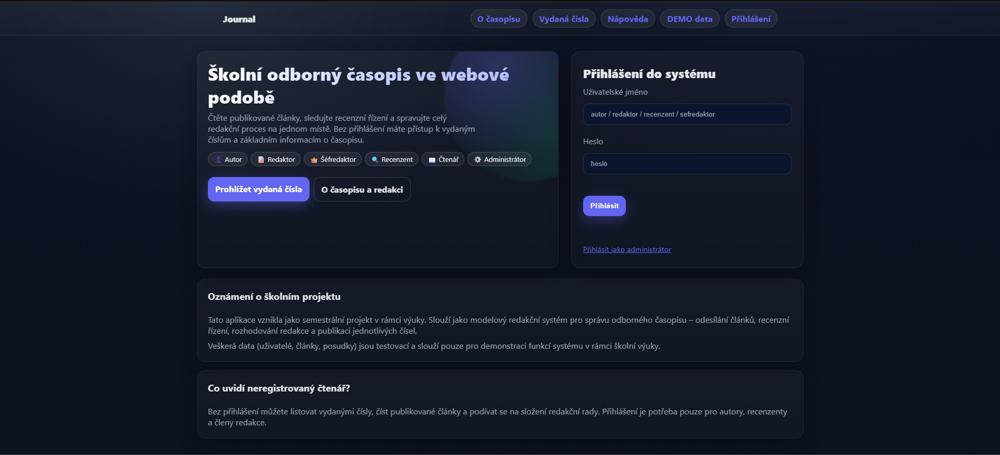 Journal
O časopisu
Vydaná čísla
Nápověda
DEMO data
Přihlášení
Školní odborný časopis ve webové
podobě
Čtěte publikované články, sledujte recenzní řízení a spravujte celý
redakční proces na jednom místě. Bez přihlášení máte přístup k vydaným
číslům a základním informacím o časopisu.
Autor
Redaktor
Šéfredaktor
Recenzent
Čtenář
Administrátor
Prohlížet vydaná čísla
O časopisu a redakci
Přihlášení do systému
Uživatelské jméno
autor / redaktor / recenzent / sefredaktor
Heslo
heslo
Přihlásit
Přihlásit jako administrátor
Oznámení o školním projektu
Tato aplikace vznikla jako semestrální projekt v rámci výuky. Slouží jako modelový redakční systém pro správu odborného časopisu – odesílání článků, recenzní
řízení, rozhodování redakce a publikaci jednotlivých čísel.
Veškerá data (uživatelé, články, posudky) jsou testovací a slouží pouze pro demonstraci funkcí systému v rámci školní výuky.
Co uvidí neregistrovaný čtenář?
Bez přihlášení můžete listovat vydanými čísly, číst publikované články a podívat se na složení redakční rady. Přihlášení je potřeba pouze pro autory, recenzenty
a členy redakce.